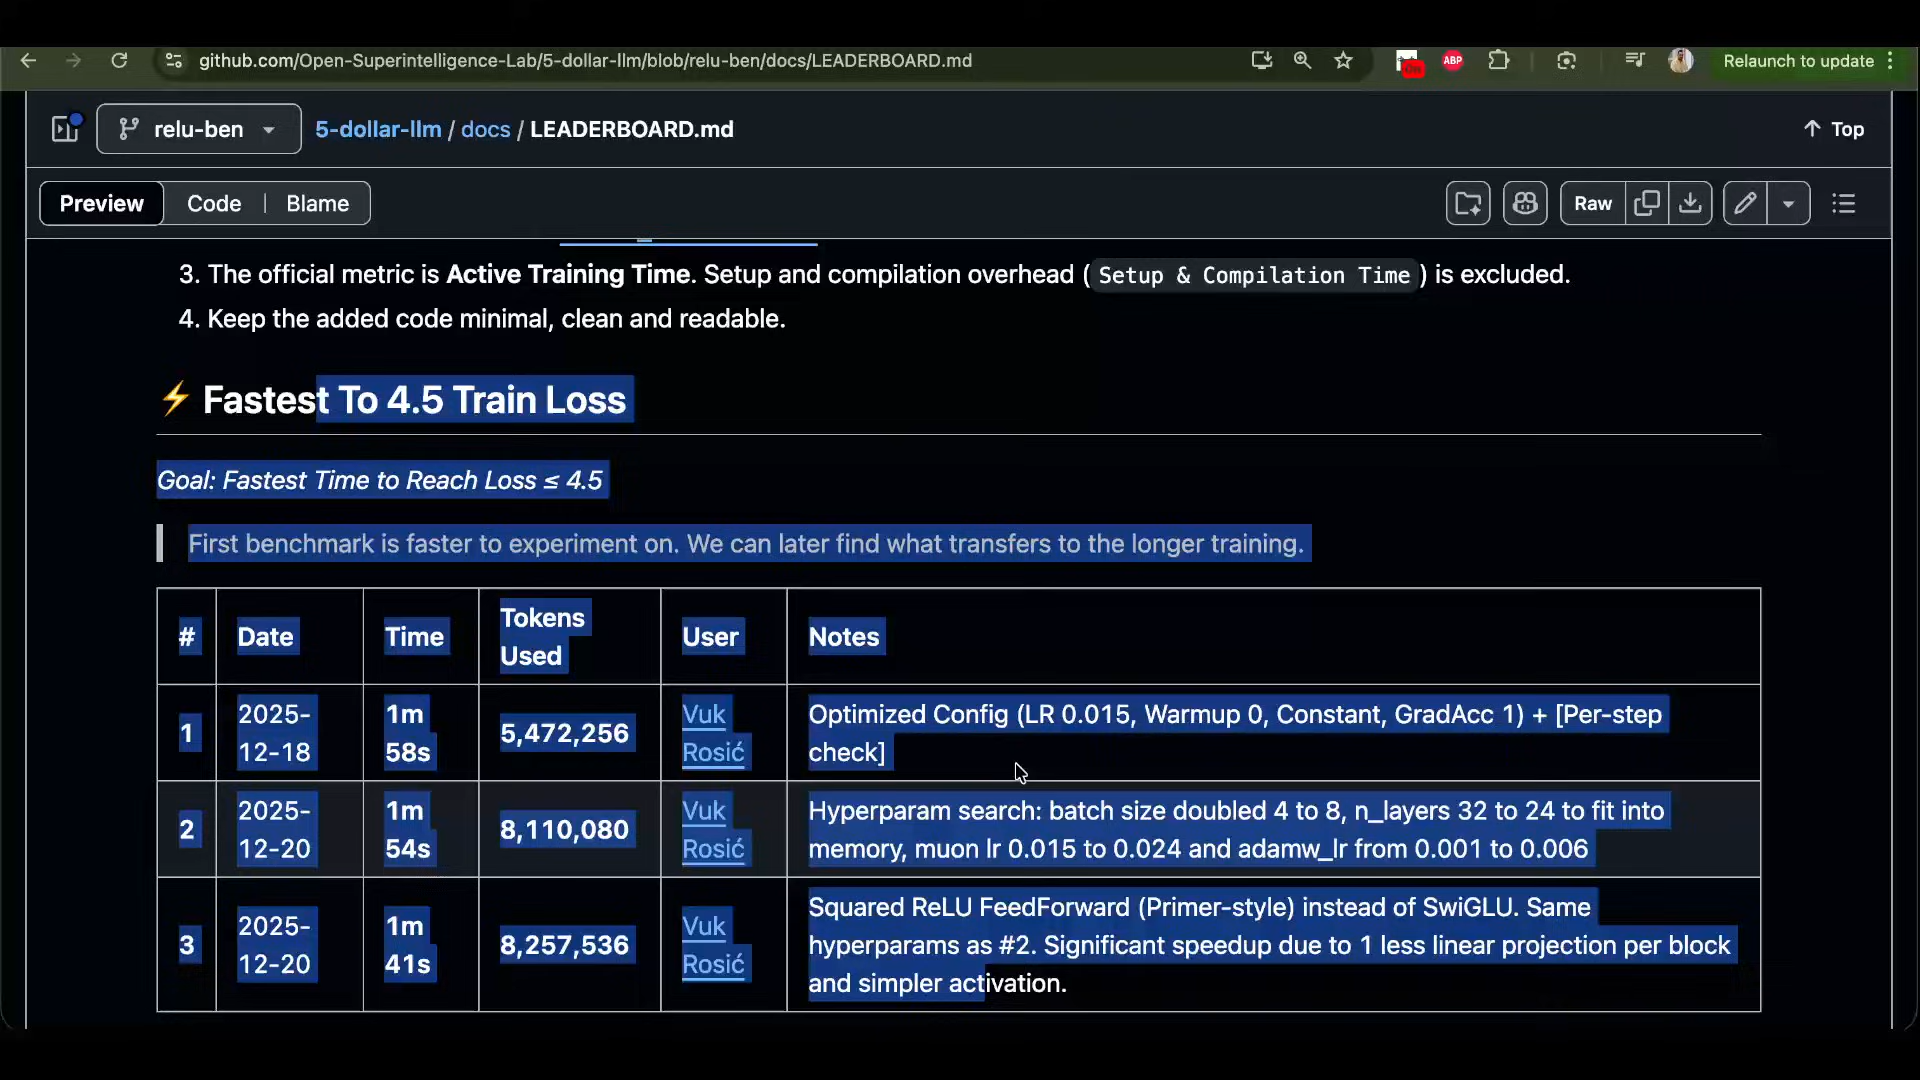 github.com/Open-Superintelligence-Lab/5-dollar-llm/blob/relu-ben/docs/LEADERBOARD.md
On
ABP
Relaunch to update
relu-ben
5-dollar-llm / docs / LEADERBOARD.md
Top
Preview
Code
Blame
Raw
3. The official metric is Active Training Time. Setup and compilation overhead ( Setup & Compilation Time ) is excluded.
4. Keep the added code minimal, clean and readable.
⚡ Fastest To 4.5 Train Loss
Goal: Fastest Time to Reach Loss ≤ 4.5
First benchmark is faster to experiment on. We can later find what transfers to the longer training.
# Date Time Tokens Used User Notes
1 2025-12-18 1m 58s 5,472,256 Vuk Rosić Optimized Config (LR 0.015, Warmup 0, Constant, GradAcc 1) + [Per-step
check]
2 2025-12-20 1m 54s 8,110,080 Vuk Rosić Hyperparam search: batch size doubled 4 to 8, n_layers 32 to 24 to fit into
memory, muon lr 0.015 to 0.024 and adamw_lr from 0.001 to 0.006
3 2025-12-20 1m 41s 8,257,536 Vuk Rosić Squared ReLU FeedForward (Primer-style) instead of SwiGLU. Same
hyperparams as #2. Significant speedup due to 1 less linear projection per block
and simpler activation.